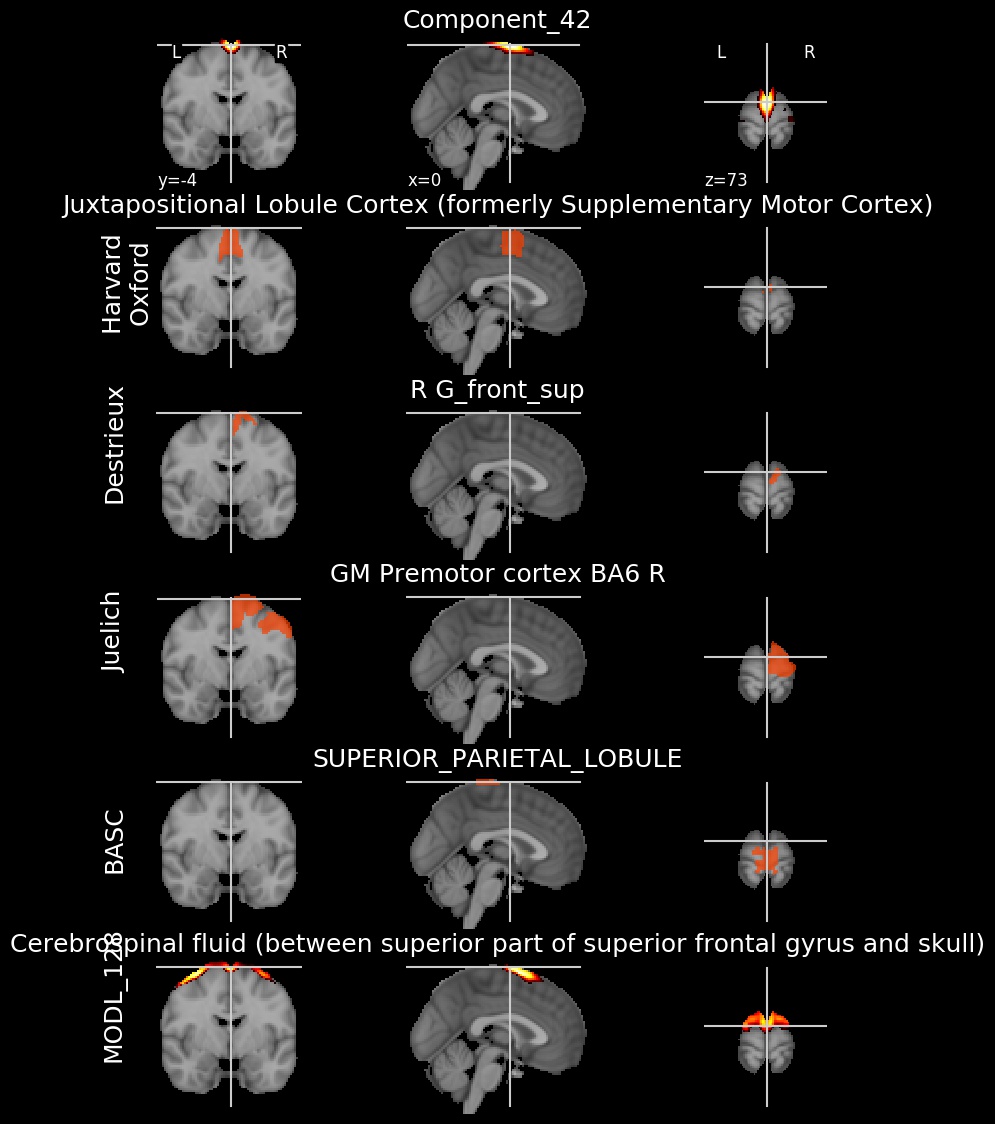 Component_42
L R
L R
y=-4
x=0
z=73
Juxtapositional Lobule Cortex (formerly Supplementary Motor Cortex)
Harvard
Oxford
R G_front_sup
Destrieux
GM Premotor cortex BA6 R
Juelich
SUPERIOR_PARIETAL_LOBULE
BASC
Cerebrospinal fluid (between superior part of superior frontal gyrus and skull)
MODL_128